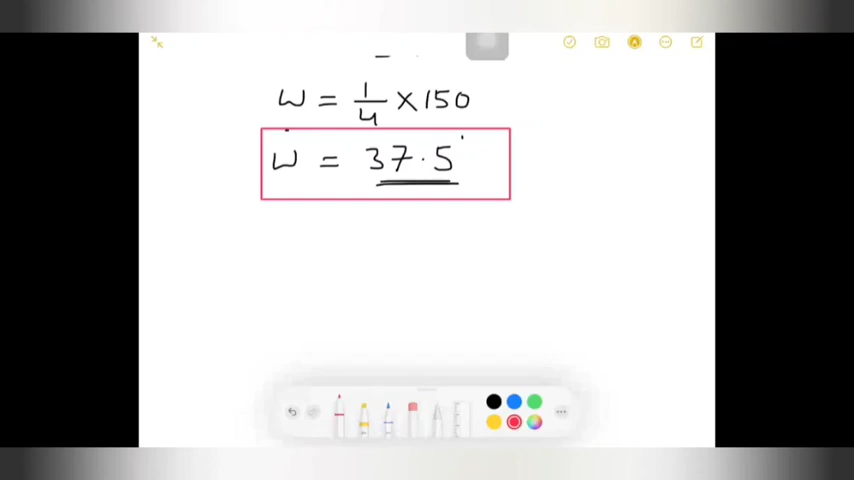 W = 1/4 × 150
W = 37.5